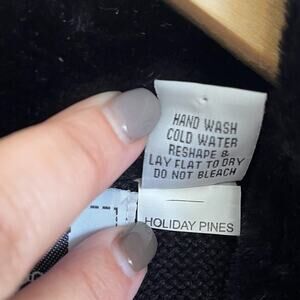 HAND WASH
COLD WATER
RESHAPE &
LAY FLAT TO DRY
DO NOT BLEACH
HOLIDAY PINES